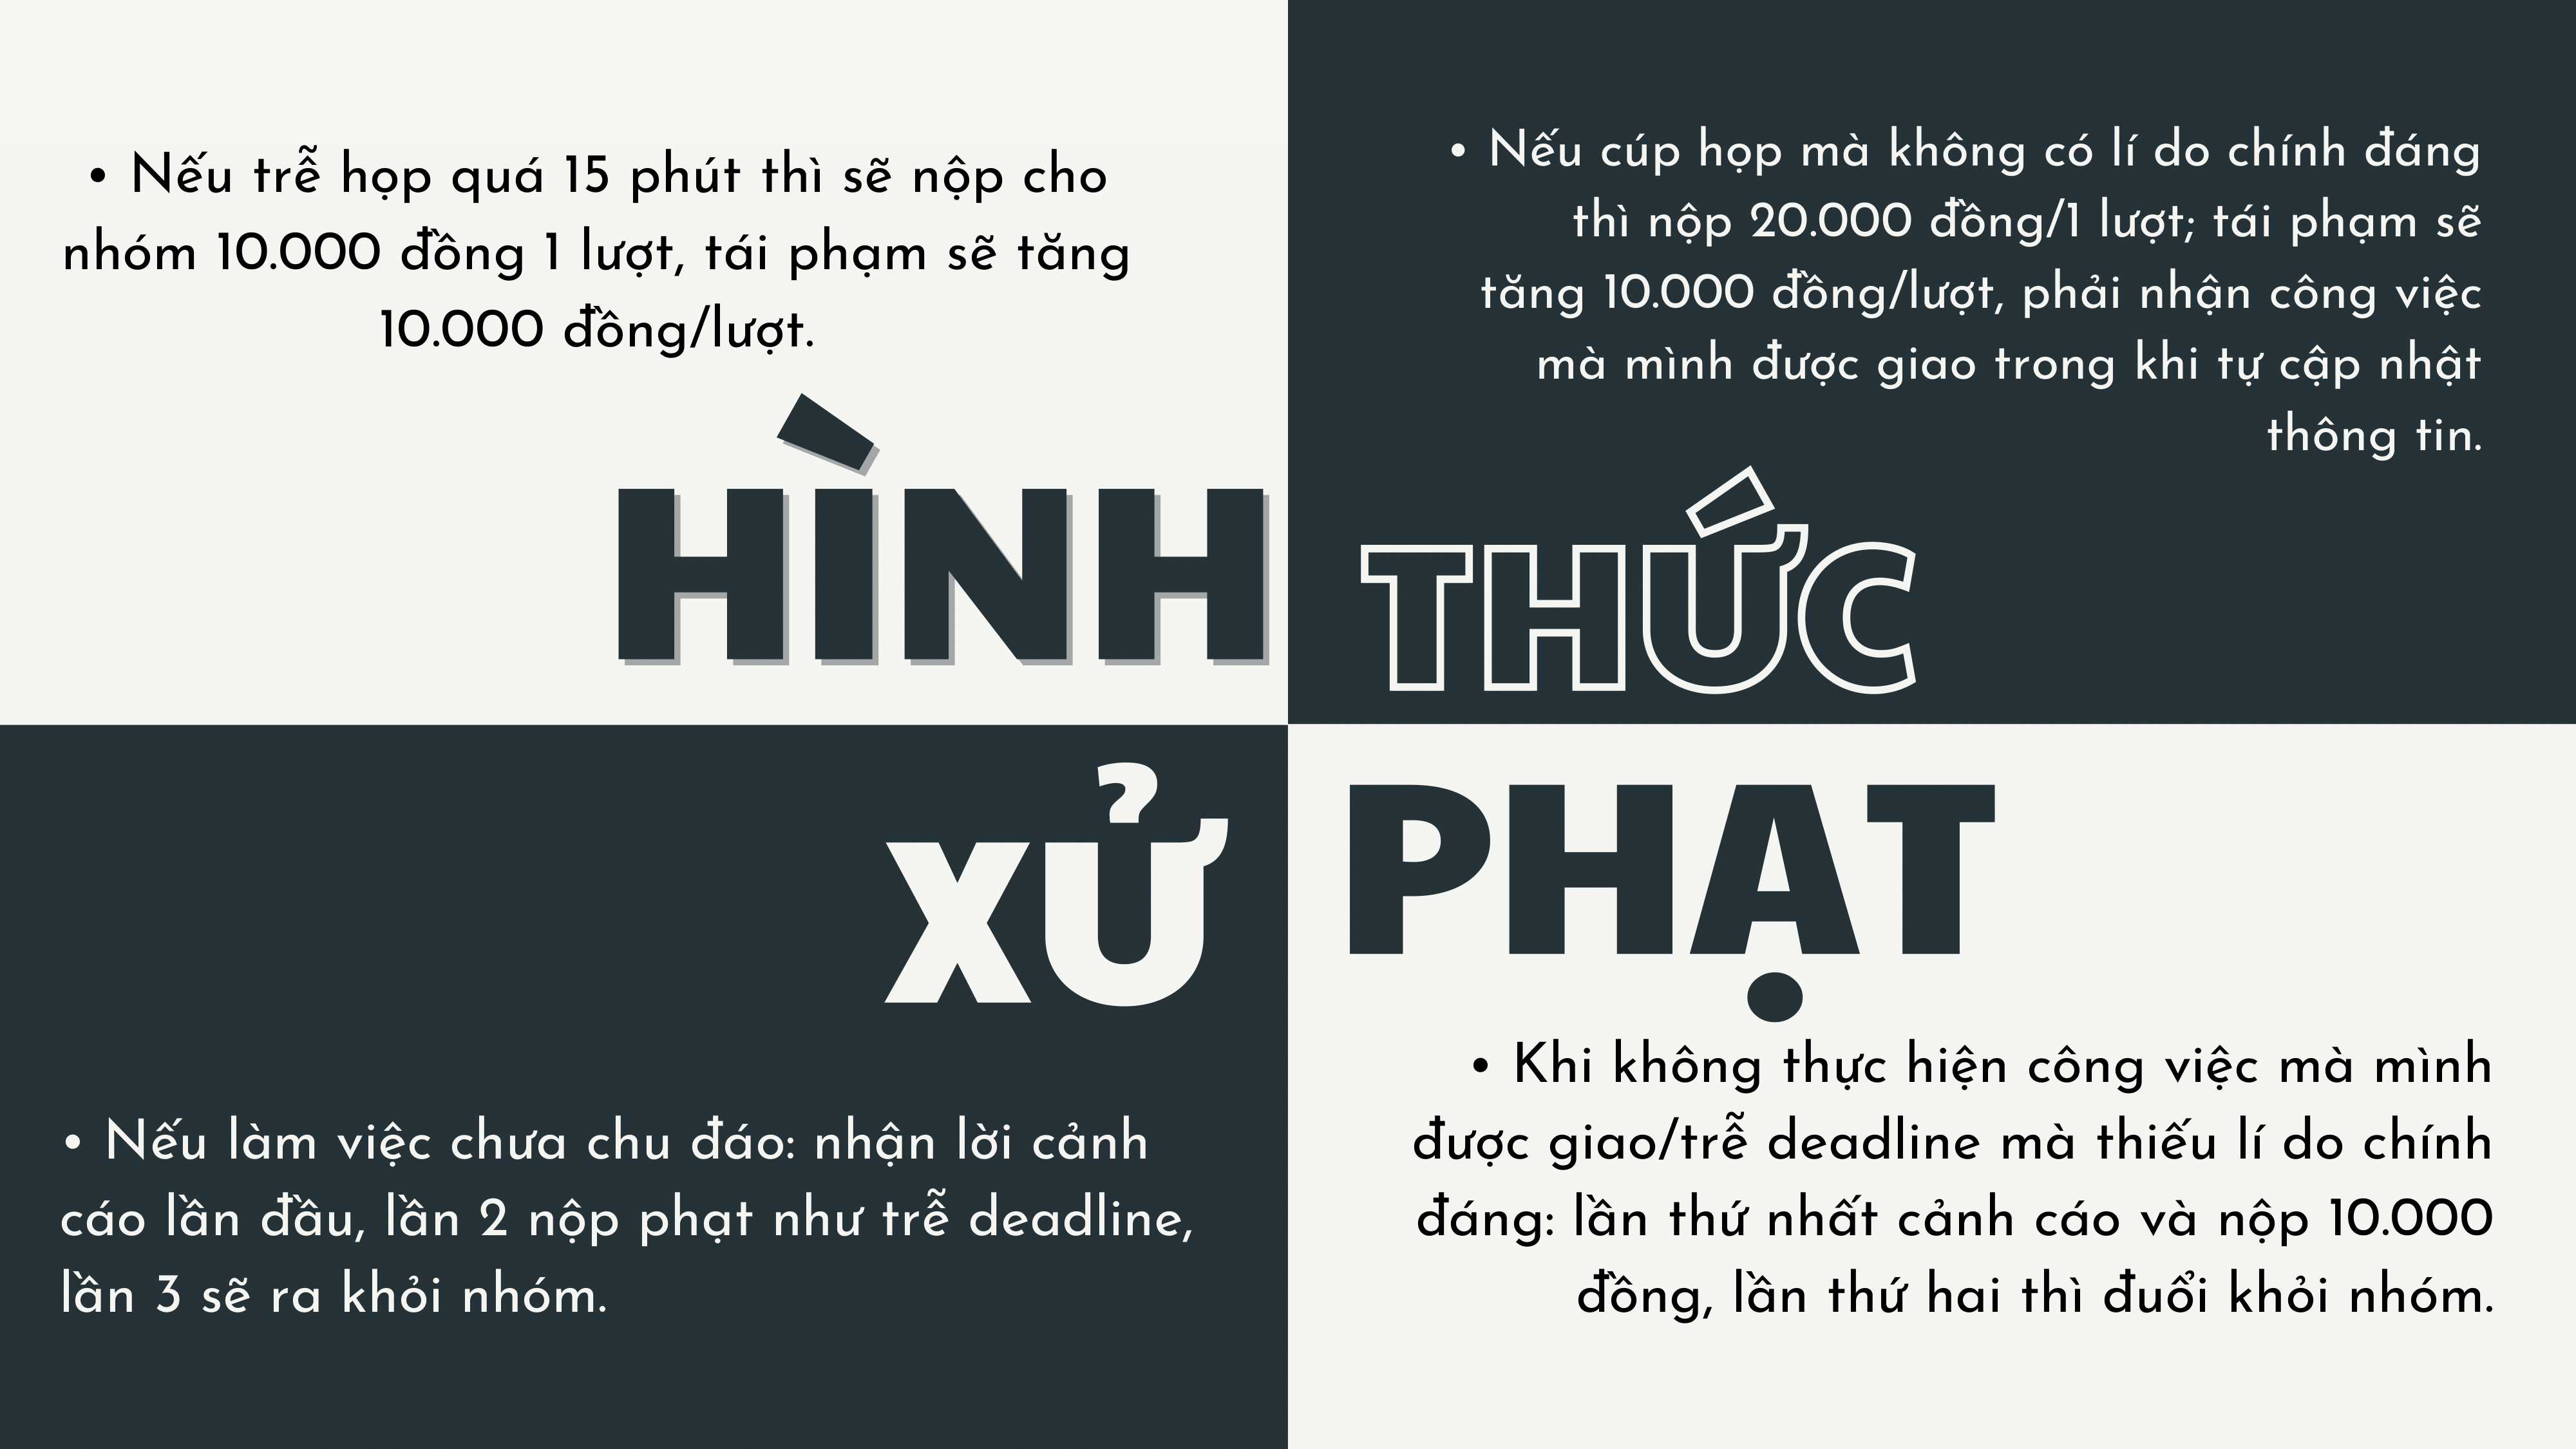 • Nếu trễ họp quá 15 phút thì sẽ nộp cho
nhóm 10.000 đồng 1 lượt, tái phạm sẽ tăng
10.000 đồng/lượt.
HÌNH
• Nếu cúp họp mà không có lí do chính đáng
thì nộp 20.000 đồng/1 lượt; tái phạm sẽ
tăng 10.000 đồng/lượt, phải nhận công việc
mà mình được giao trong khi tự cập nhật
thông tin.
THỨC
XỬ
• Nếu làm việc chưa chu đáo: nhận lời cảnh
cáo lần đầu, lần 2 nộp phạt như trễ deadline,
lần 3 sẽ ra khỏi nhóm.
PHẠT
• Khi không thực hiện công việc mà mình
được giao/trễ deadline mà thiếu lí do chính
đáng: lần thứ nhất cảnh cáo và nộp 10.000
đồng, lần thứ hai thì đuổi khỏi nhóm.